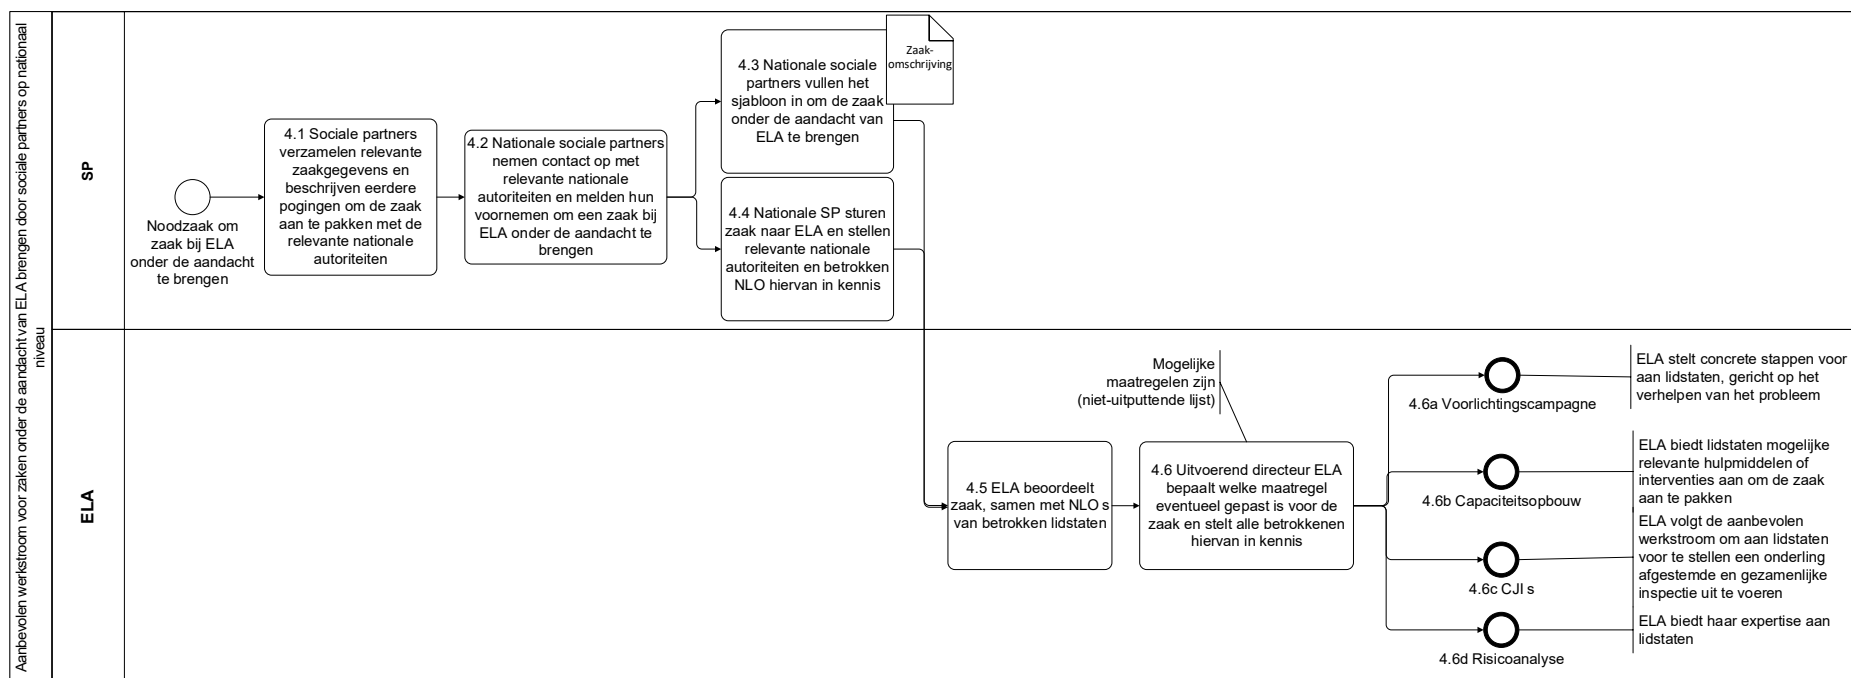 Aanbevolen werkstroom voor zaken onder de aandacht van ELA brengen door sociale partners op nationaal
niveau
SP
Noodzaak om
zaak bij ELA
onder de aandacht
te brengen
4.1 Sociale partners
verzamelen relevante
zaakgegevens en
beschrijven eerdere
pogingen om de zaak
aan te pakken met de
relevante nationale
autoriteiten
4.2 Nationale sociale partners
nemen contact op met
relevante nationale
autoriteiten en melden hun
voornemen om een zaak bij
ELA onder de aandacht te
brengen
4.3 Nationale sociale
partners vullen het
sjabloon in om de zaak
onder de aandacht van
ELA te brengen
Zaak-
omschrijving
4.4 Nationale SP sturen
zaak naar ELA en stellen
relevante nationale
autoriteiten en betrokken
NLO hiervan in kennis
ELA
4.5 ELA beoordeelt
zaak, samen met NLO s
van betrokken lidstaten
Mogelijke
maatregelen zijn
(niet-uitputtende lijst)
4.6 Uitvoerend directeur ELA
bepaalt welke maatregel
eventueel gepast is voor de
zaak en stelt alle betrokkenen
hiervan in kennis
4.6a Voorlichtingscampagne
ELA stelt concrete stappen voor
aan lidstaten, gericht op het
verhelpen van het probleem
4.6b Capaciteitsopbouw
ELA biedt lidstaten mogelijke
relevante hulpmiddelen of
interventies aan om de zaak
aan te pakken
4.6c CJI s
ELA volgt de aanbevolen
werkstroom om aan lidstaten
voor te stellen een onderling
afgestemde en gezamenlijke
inspectie uit te voeren
4.6d Risicoanalyse
ELA biedt haar expertise aan
lidstaten